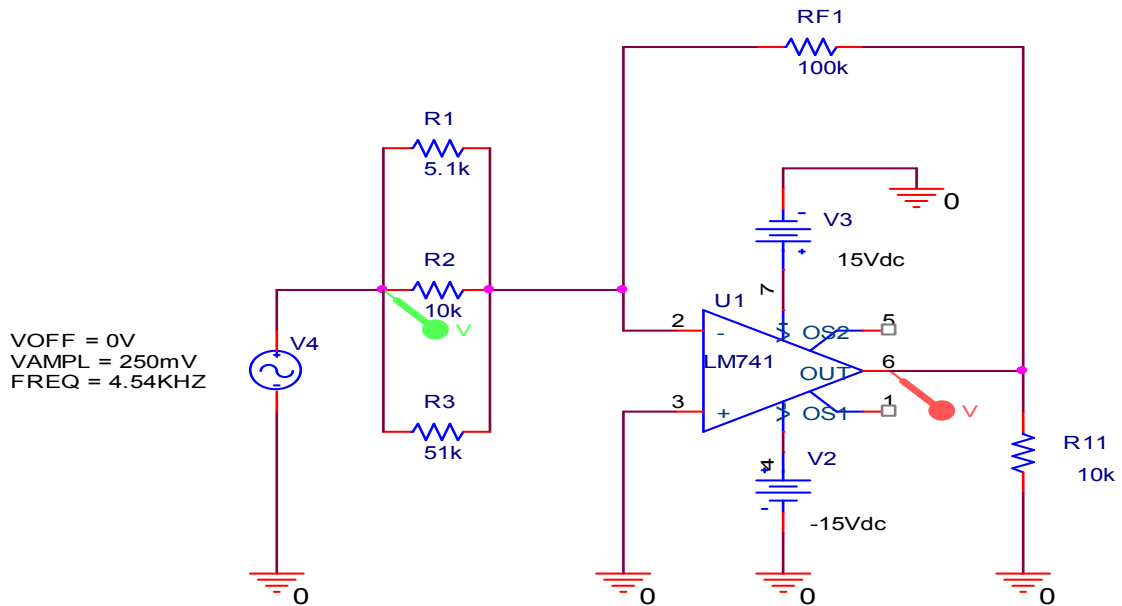 RF1
100k
R1
5.1k
0
V3
15Vdc
R2
10k
V
7
U1
2
-
V+
OS2
5
LM741
6
OUT
V
3
+
V-
OS1
1
VOFF = 0V
VAMPL = 250mV
FREQ = 4.54KHZ
V4
+
-
R3
51k
4
V2
-15Vdc
R11
10k
0
0
0
0